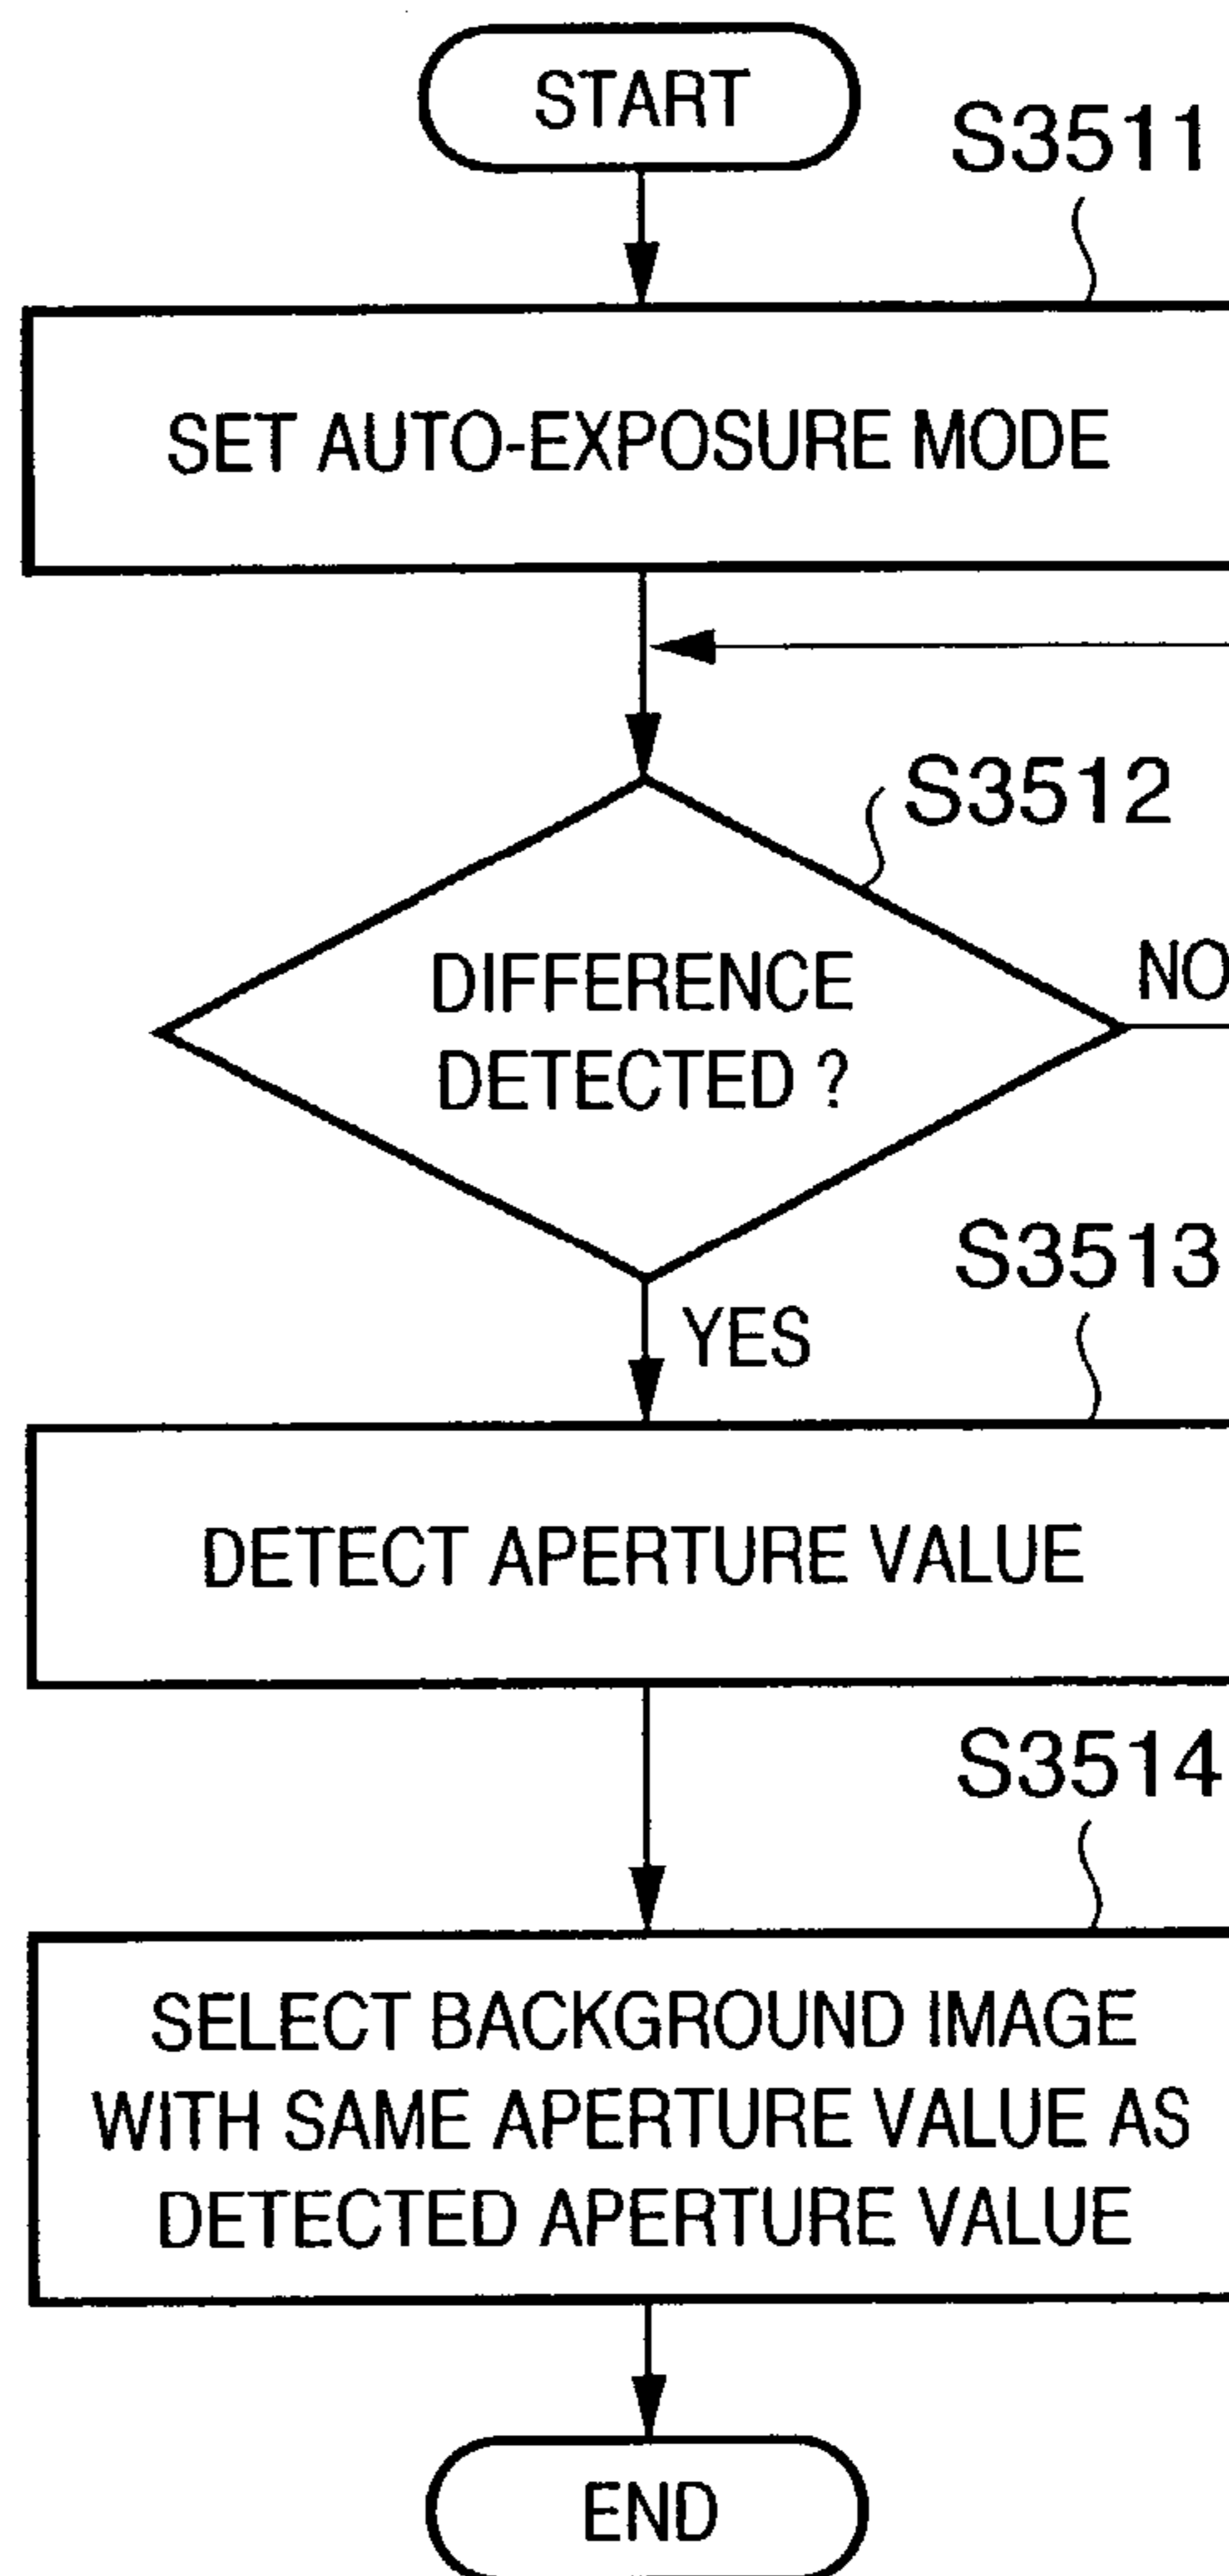 START
S3511
SET AUTO-EXPOSURE MODE
S3512
DIFFERENCE
DETECTED ?
NO
S3513
YES
DETECT APERTURE VALUE
S3514
SELECT BACKGROUND IMAGE
WITH SAME APERTURE VALUE AS
DETECTED APERTURE VALUE
END